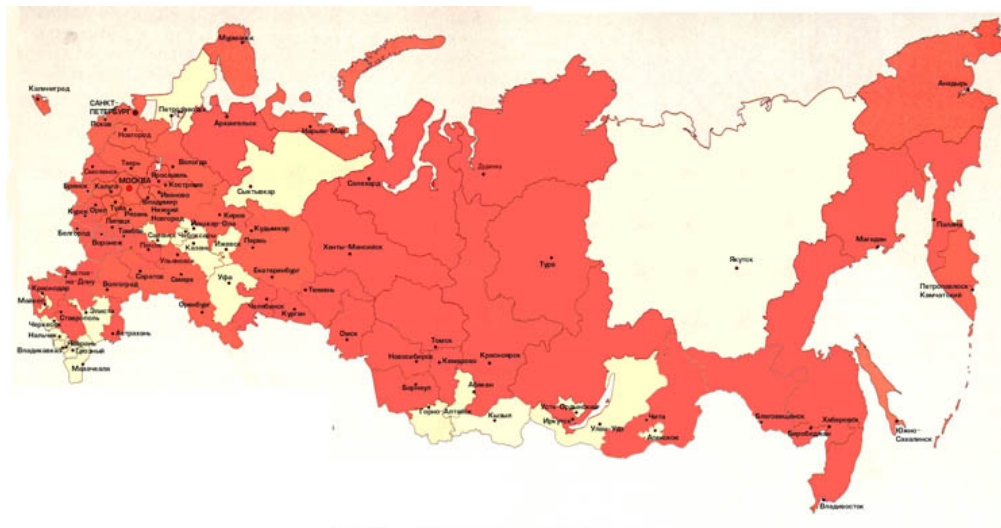 Мурманск
Калининград
САНКТ-
ПЕТЕРБУРГ
Псков
Новгород
Архангельск
Нарьян-Мар
Анадырь
Салехард
Сыктывкар
Смоленск
Тверь
Вологда
Ярославль
Кострома
Иваново
Владимир
МОСКВА
Брянск
Калуга
Тула
Рязань
Нижний
Новгород
Курск
Орел
Липецк
Тамбов
Белгород
Воронеж
Йошкар-Ола
Чебоксары
Саранск
Казань
Киров
Кудымкар
Пермь
Ижевск
Ульяновск
Саратов
Самара
Уфа
Екатеринбург
Тюмень
Челябинск
Курган
Оренбург
Ханты-Мансийск
Тура
Якутск
Магадан
Палана
Петропавловск
Камчатский
Ростов-
на-Дону
Волгоград
Краснодар
Майкоп
Ставрополь
Элиста
Астрахань
Черкесск
Нальчик
Владикавказ
Грозный
Махачкала
Омск
Томск
Новосибирск
Кемерово
Красноярск
Барнаул
Абакан
Горно-Алтайск
Кызыл
Усть-Ордынский
Иркутск
Улан-Удэ
Чита
Агинское
Благовещенск
Биробиджан
Хабаровск
Южно-
Сахалинск
Владивосток